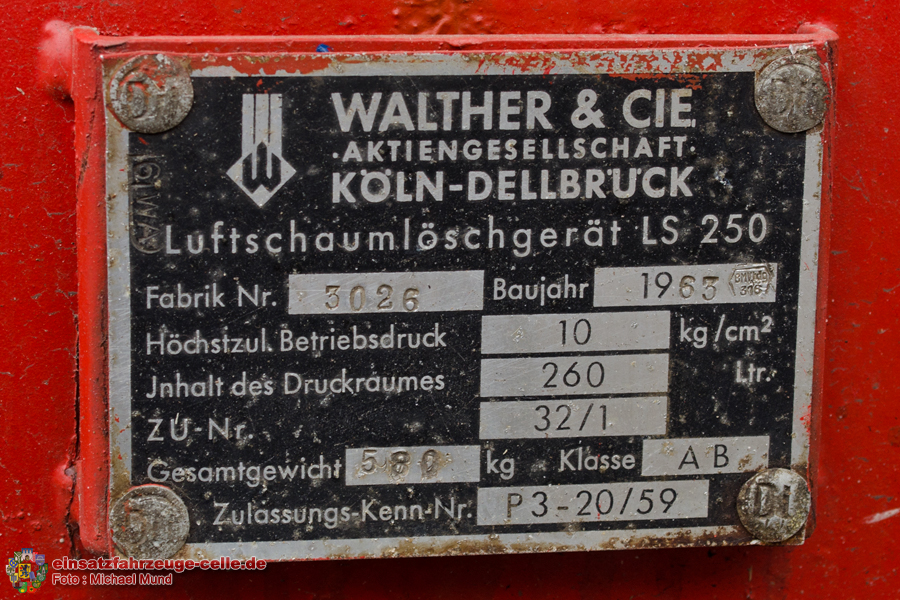 WALTHER & CIE.
·AKTIENGESELLSCHAFT·
KÖLN-DELLBRÜCK
Luftschaumlöschgerät LS 250
Fabrik Nr. 3026 Baujahr 1963
Höchstzul. Betriebsdruck 10 kg/cm²
Jnhalt des Druckraumes 260 Ltr.
ZU-Nr. 32/1
Gesamtgewicht 580 kg Klasse AB
Zulassungs-Kenn-Nr. P3-20/59
einsatzfahrzeuge-celle.de
Foto : Michael Mund